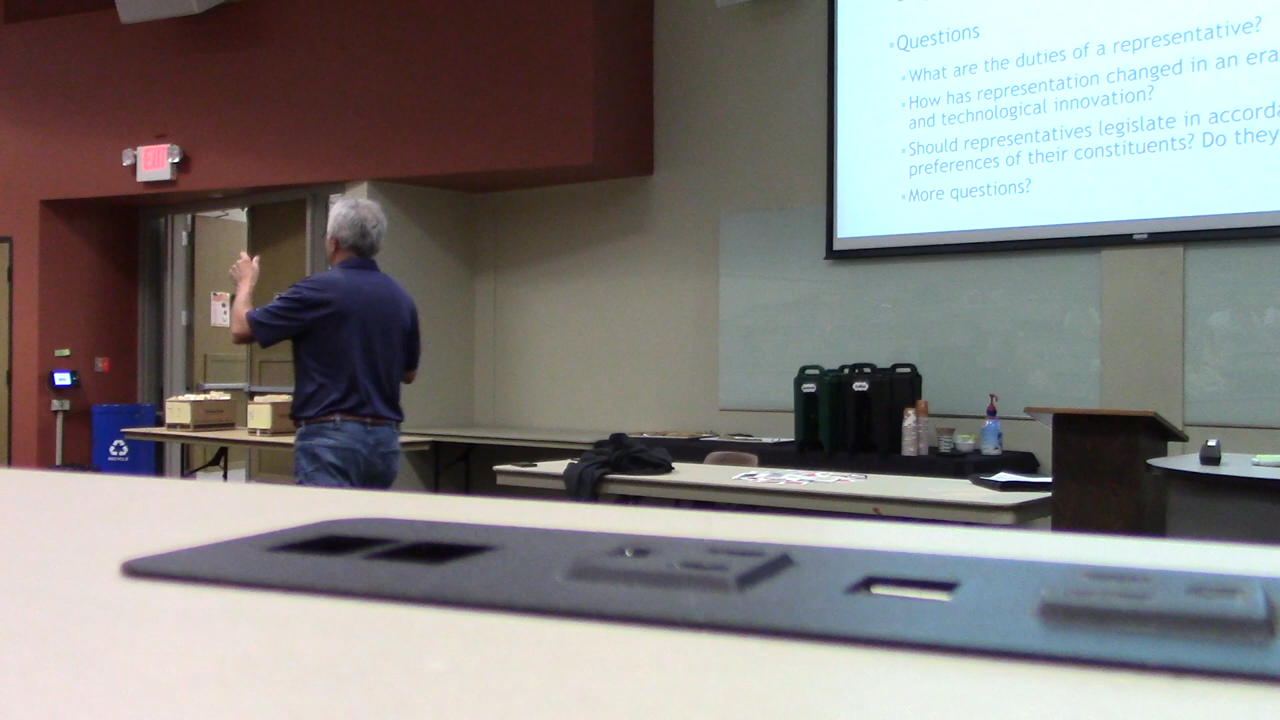 Questions
What are the duties of a representative?
How has representation changed in an era
and technological innovation?
Should representatives legislate in accorda
preferences of their constituents? Do they
More questions?
EXIT
RECYCLE